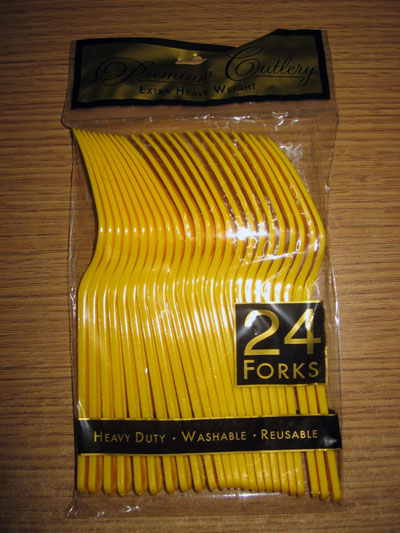 Premium Cutlery
EXTRA HEAVY WEIGHT
24
FORKS
HEAVY DUTY · WASHABLE · REUSABLE